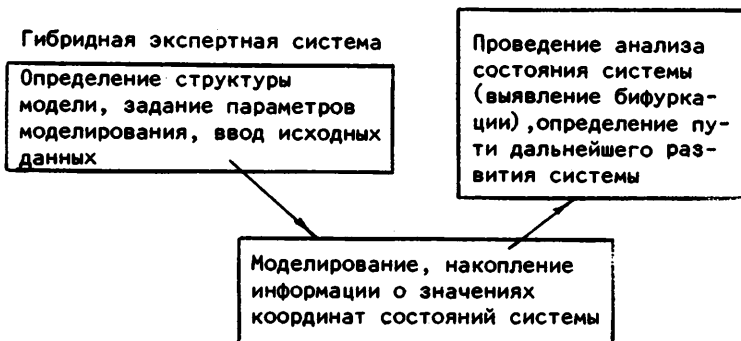 Гибридная экспертная система
Определение структуры
модели, задание параметров
моделирования, ввод исходных
данных
Проведение анализа
состояния системы
(выявление бифурка-
ции),определение пу-
ти дальнейшего раз-
вития системы
Моделирование, накопление
информации о значениях
координат состояний системы